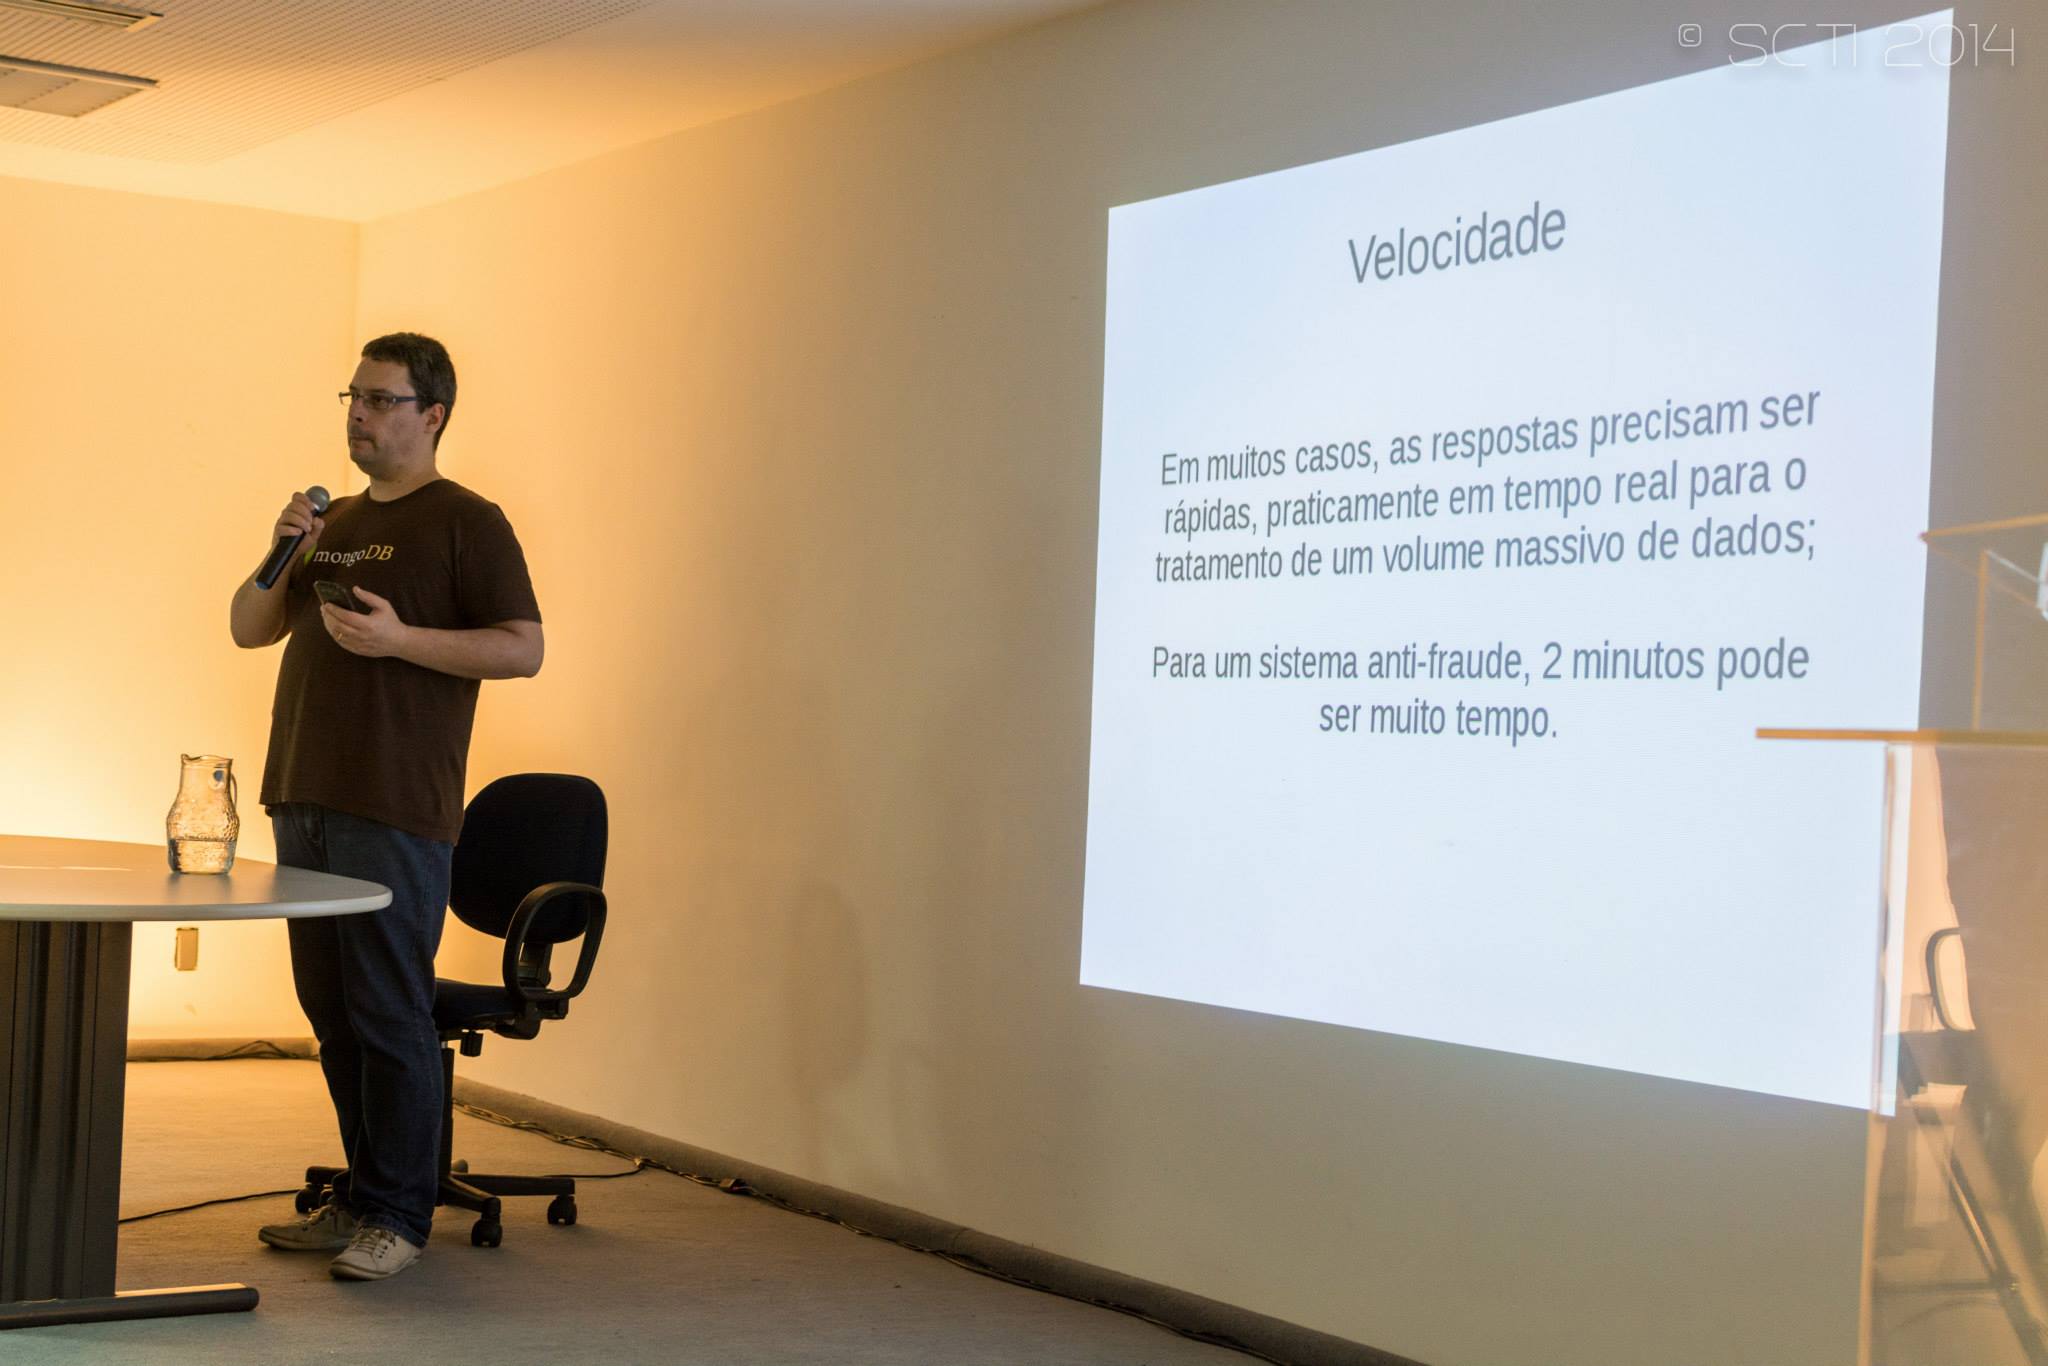 © SCTI 2014
Velocidade
Em muitos casos, as respostas precisam ser
rápidas, praticamente em tempo real para o
tratamento de um volume massivo de dados;
Para um sistema anti-fraude, 2 minutos pode
ser muito tempo.
mongoDB